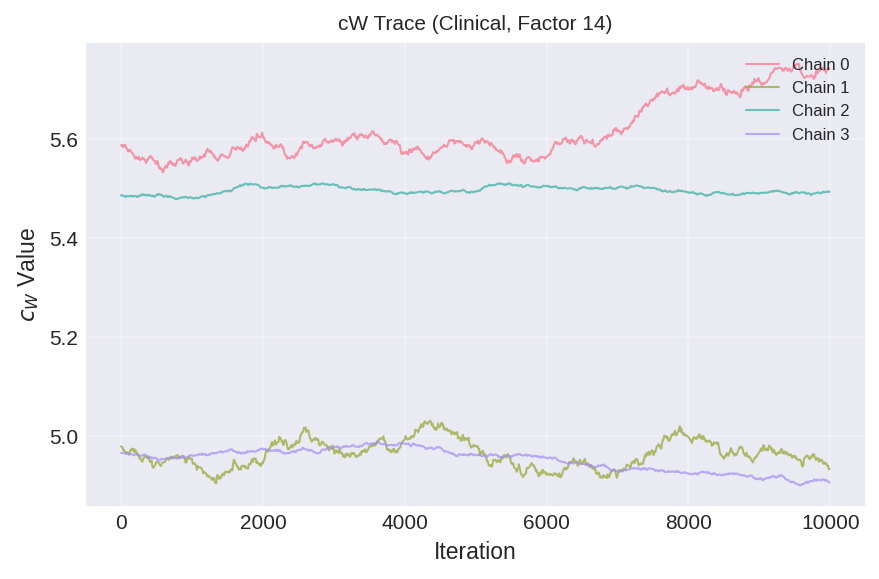 cW Trace (Clinical, Factor 14)
Chain 0
Chain 1
Chain 2
Chain 3
5.6
5.4
5.2
5.0
c_W Value
0 2000 4000 6000 8000 10000
Iteration